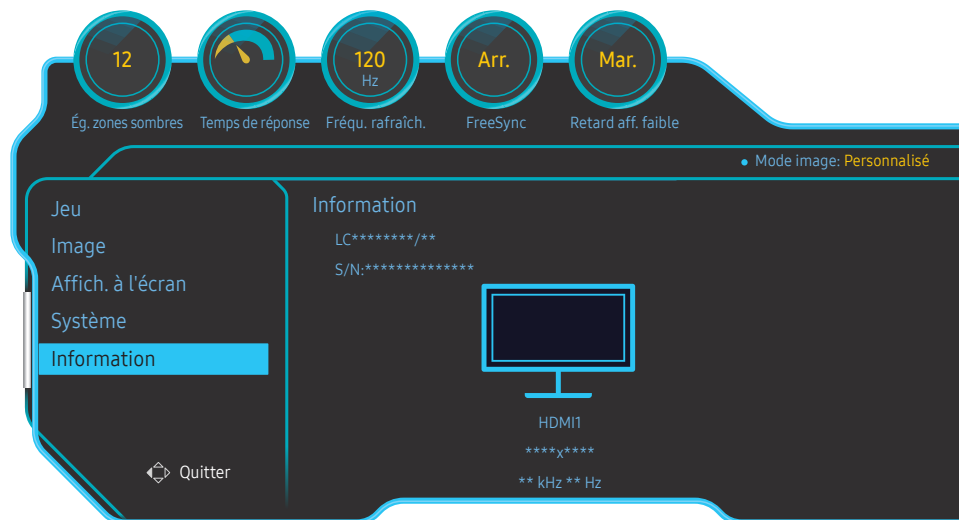 12
120
Hz
Arr.
Mar.
Ég. zones sombres
Temps de réponse
Fréqu. rafraîch.
FreeSync
Retard aff. faible
• Mode image: Personnalisé
Jeu
Image
Affich. à l'écran
Système
Information
Quitter
Information
LC********/**
S/N:**************
HDMI1
****x****
** kHz ** Hz